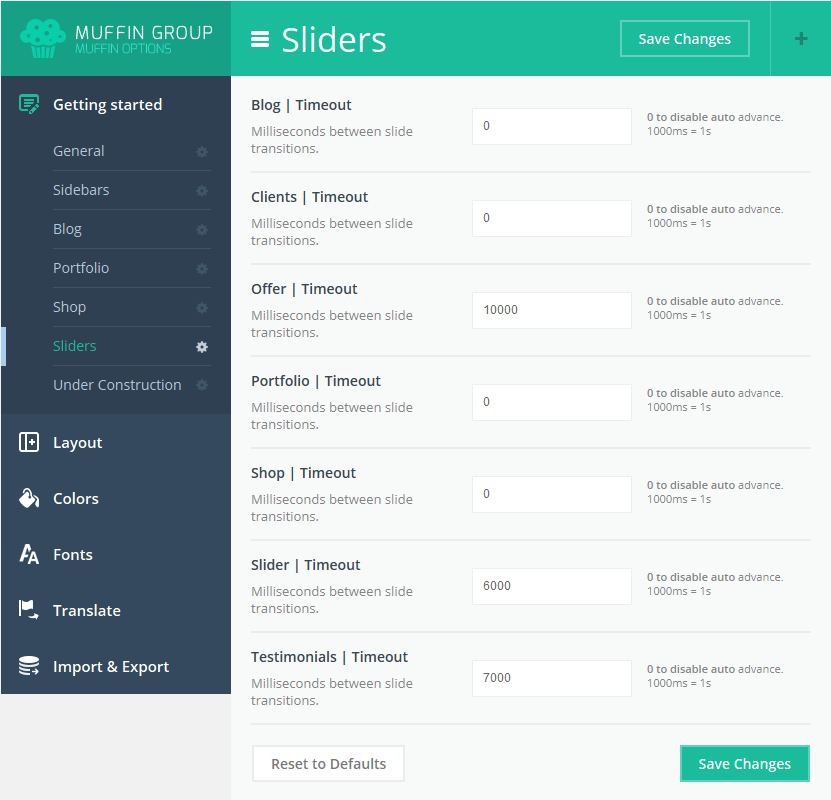 MUFFIN GROUP
MUFFIN OPTIONS
Sliders
Save Changes
Getting started
General
Sidebars
Blog
Portfolio
Shop
Sliders
Under Construction
Layout
Colors
Fonts
Translate
Import & Export
Blog | Timeout
Milliseconds between slide
transitions.
0
0 to disable auto advance.
1000ms = 1s
Clients | Timeout
Milliseconds between slide
transitions.
0
0 to disable auto advance.
1000ms = 1s
Offer | Timeout
Milliseconds between slide
transitions.
10000
0 to disable auto advance.
1000ms = 1s
Portfolio | Timeout
Milliseconds between slide
transitions.
0
0 to disable auto advance.
1000ms = 1s
Shop | Timeout
Milliseconds between slide
transitions.
0
0 to disable auto advance.
1000ms = 1s
Slider | Timeout
Milliseconds between slide
transitions.
6000
0 to disable auto advance.
1000ms = 1s
Testimonials | Timeout
Milliseconds between slide
transitions.
7000
0 to disable auto advance.
1000ms = 1s
Reset to Defaults
Save Changes